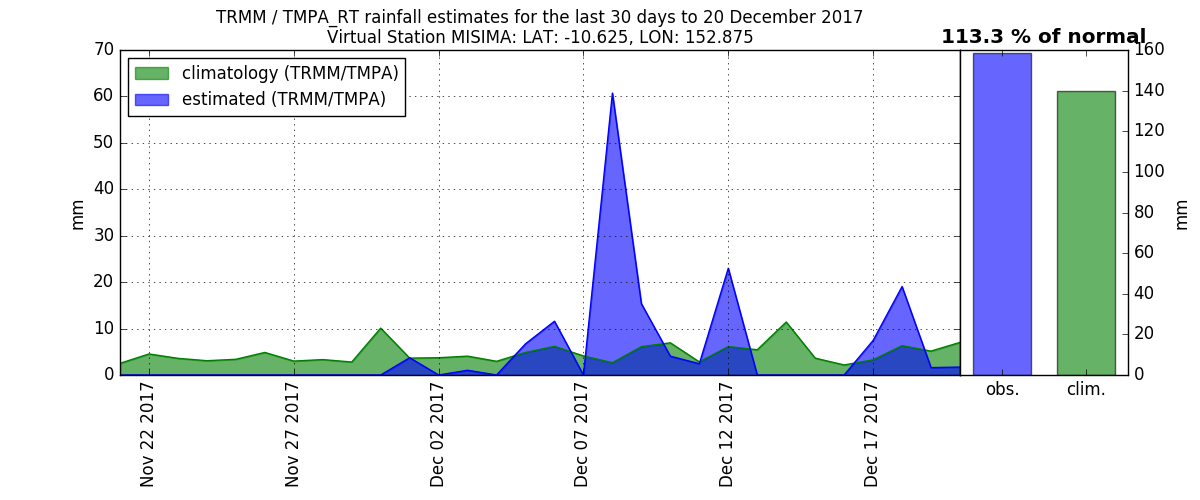 TRMM / TMPA_RT rainfall estimates for the last 30 days to 20 December 2017
Virtual Station MISIMA: LAT: -10.625, LON: 152.875
113.3 % of normal
climatology (TRMM/TMPA)
estimated (TRMM/TMPA)
mm
70
60
50
40
30
20
10
0
Nov 22 2017
Nov 27 2017
Dec 02 2017
Dec 07 2017
Dec 12 2017
Dec 17 2017
obs.
clim.
160
140
120
100
80
60
40
20
0
mm